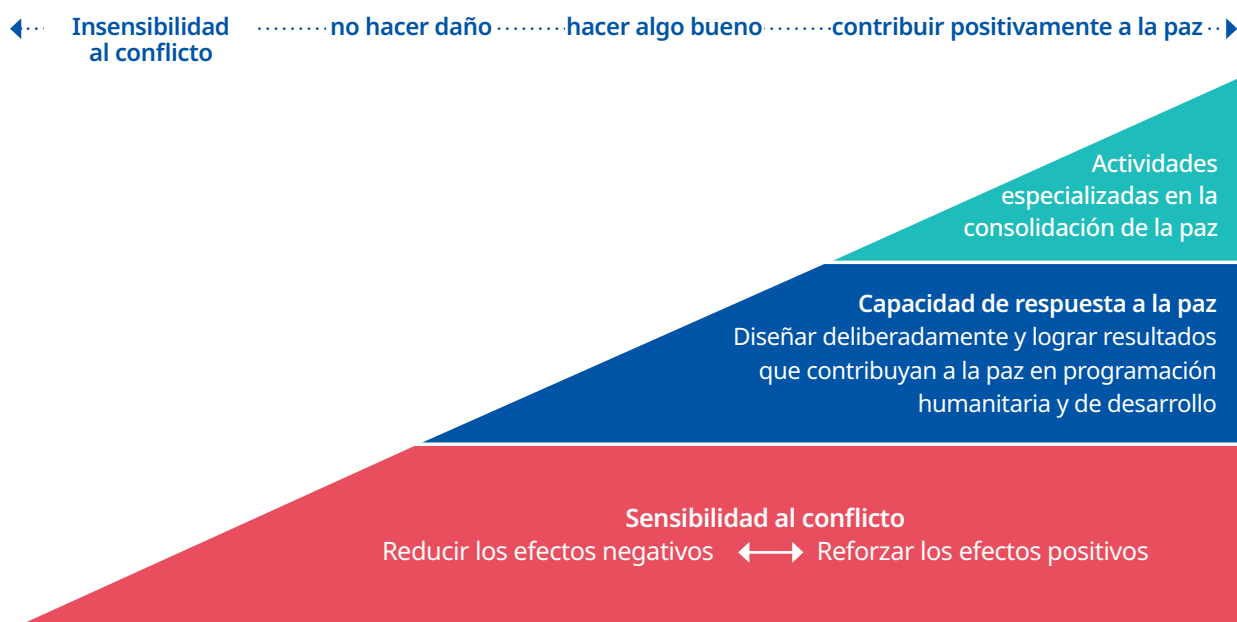 Insensibilidad
al conflicto
no hacer daño
hacer algo bueno
contribuir positivamente a la paz
Actividades
especializadas en la
consolidación de la paz
Capacidad de respuesta a la paz
Diseñar deliberadamente y lograr resultados
que contribuyan a la paz en programación
humanitaria y de desarrollo
Sensibilidad al conflicto
Reducir los efectos negativos
Reforzar los efectos positivos